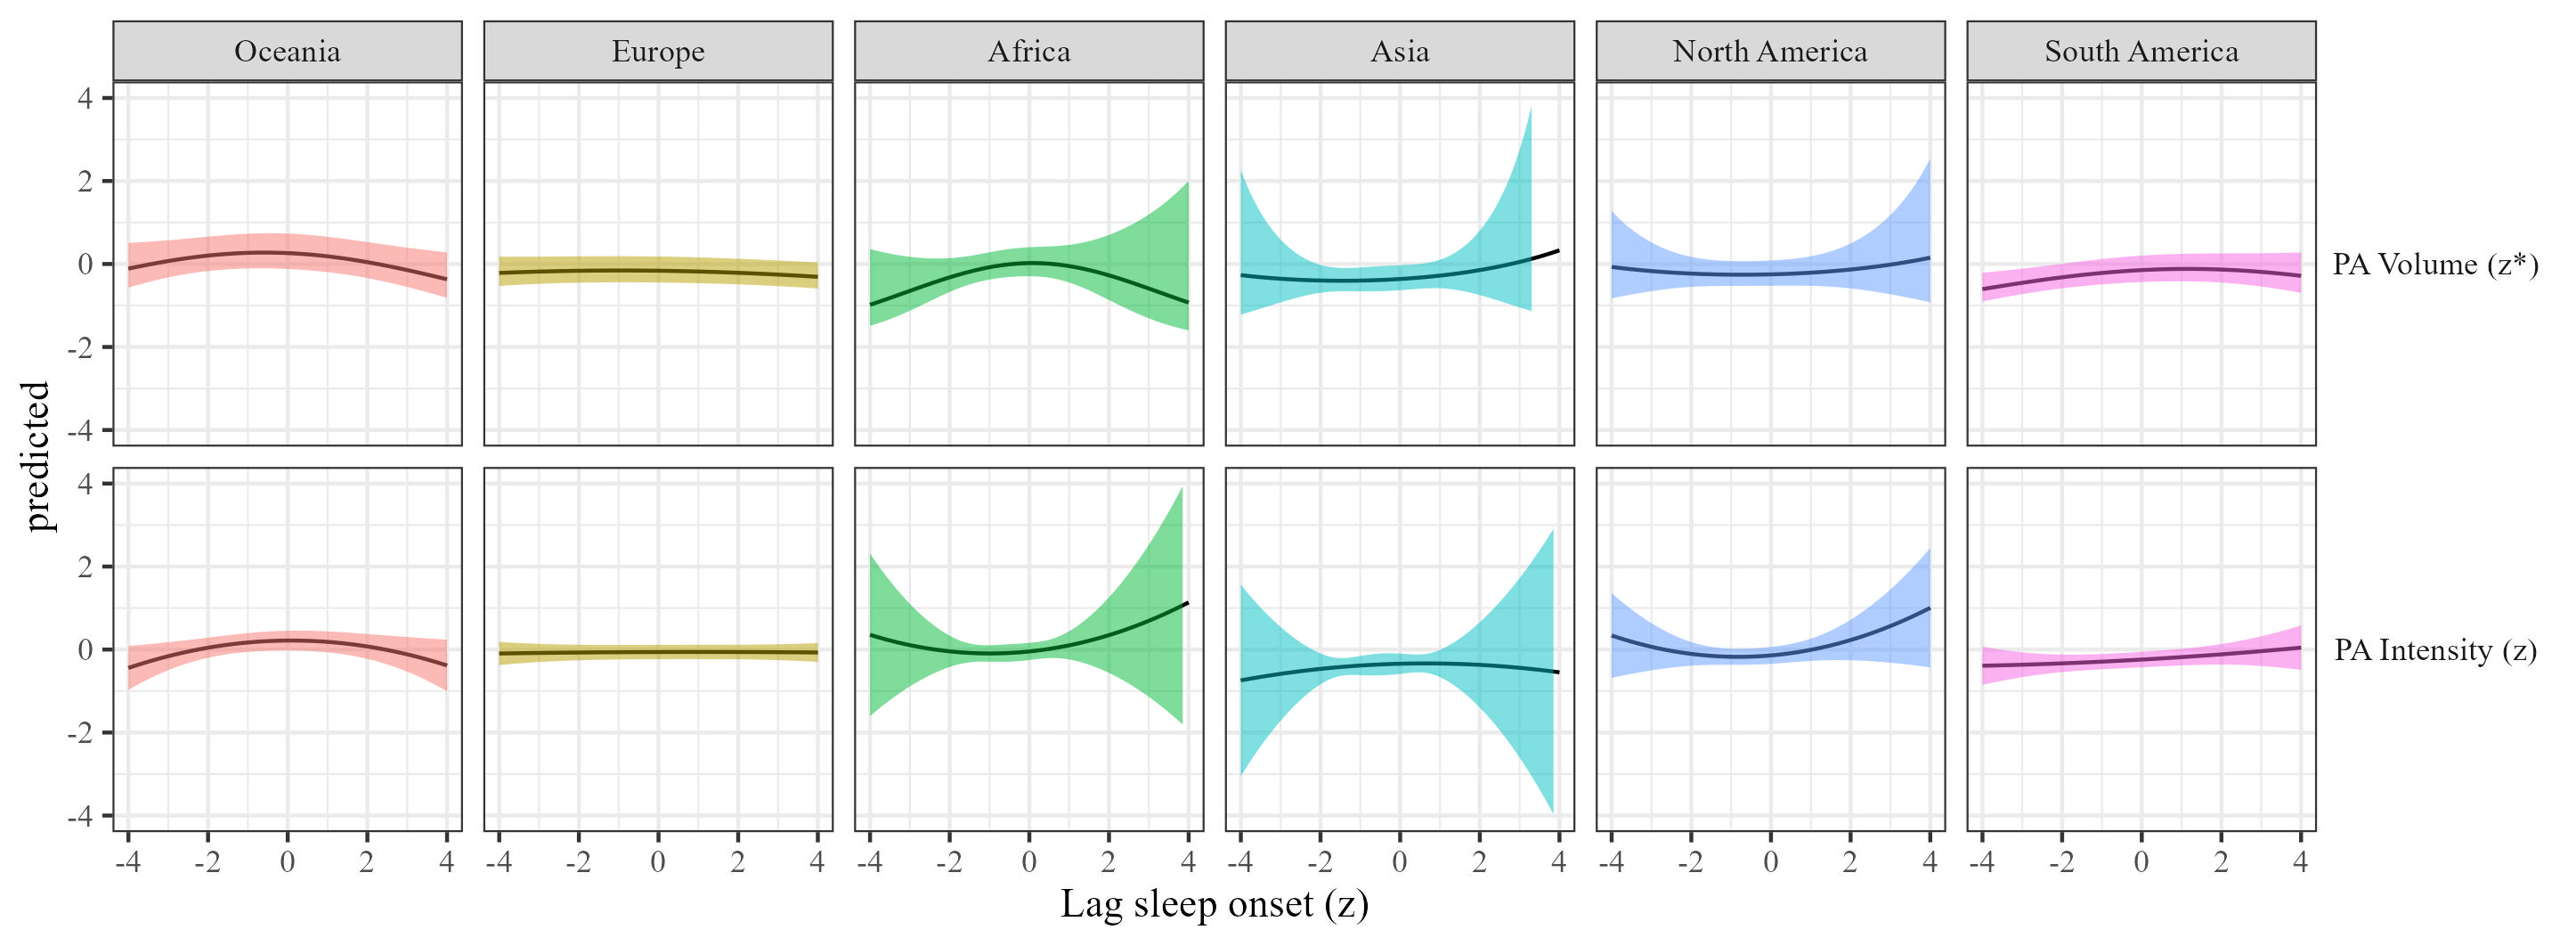 Oceania Europe Africa Asia North America South America
4
2
0
-2
-4
PA Volume (z*)
predicted
4
2
0
-2
-4
PA Intensity (z)
-4 -2 0 2 4 -4 -2 0 2 4 -4 -2 0 2 4 -4 -2 0 2 4 -4 -2 0 2 4 -4 -2 0 2 4
Lag sleep onset (z)